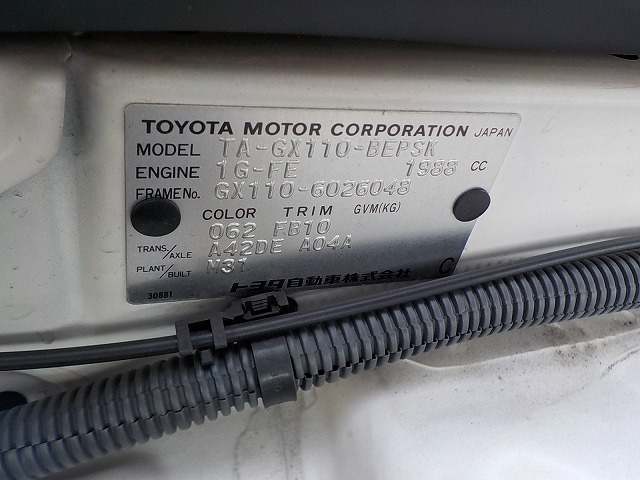 TOYOTA MOTOR CORPORATION JAPAN
MODEL TA-GX110-BEPSK
ENGINE 1G-FE 1988 CC
FRAME No. GX110-6026048
COLOR TRIM GVM(KG)
062 FB10
TRANS./AXLE A42DE A04A
PLANT/BUILT M31
トヨタ自動車株式会社 C
30881